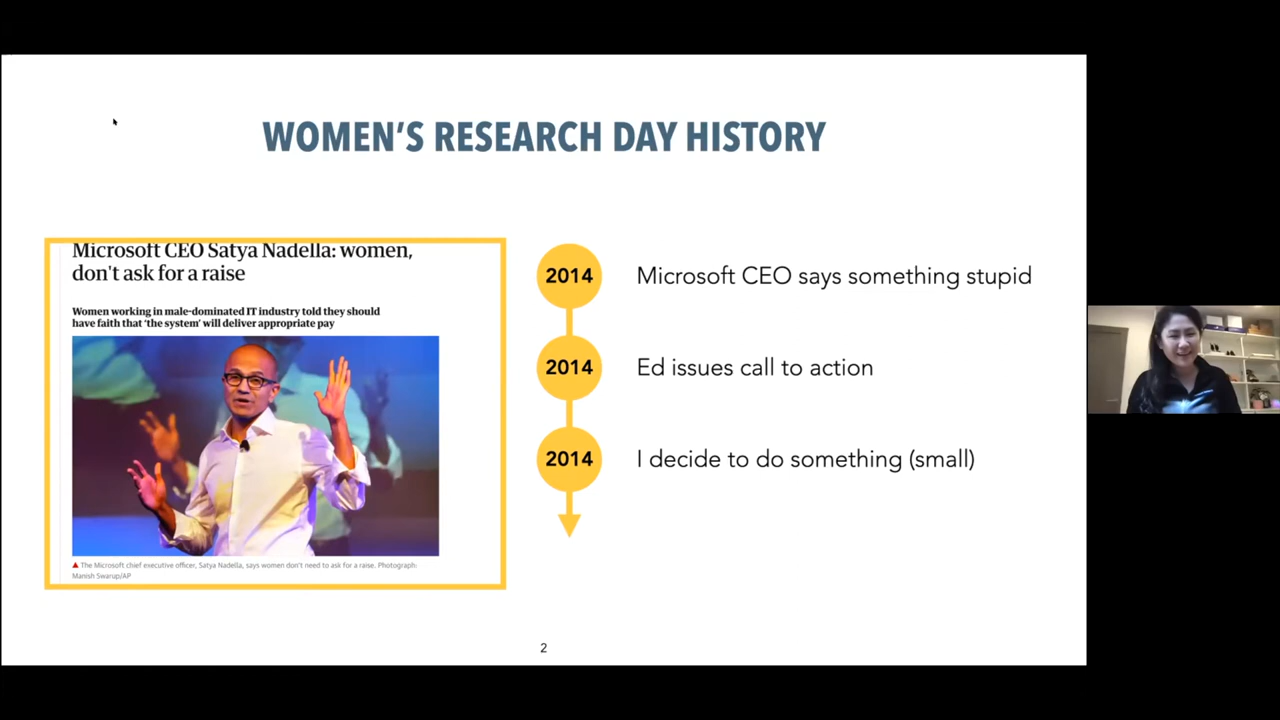 WOMEN'S RESEARCH DAY HISTORY
Microsoft CEO Satya Nadella: women,
don't ask for a raise
Women working in male-dominated IT industry told they should
have faith that 'the system' will deliver appropriate pay
▲ The Microsoft chief executive officer, Satya Nadella, says women don't need to ask for a raise. Photograph:
Manish Swarup/AP
2014 Microsoft CEO says something stupid
2014 Ed issues call to action
2014 I decide to do something (small)
2